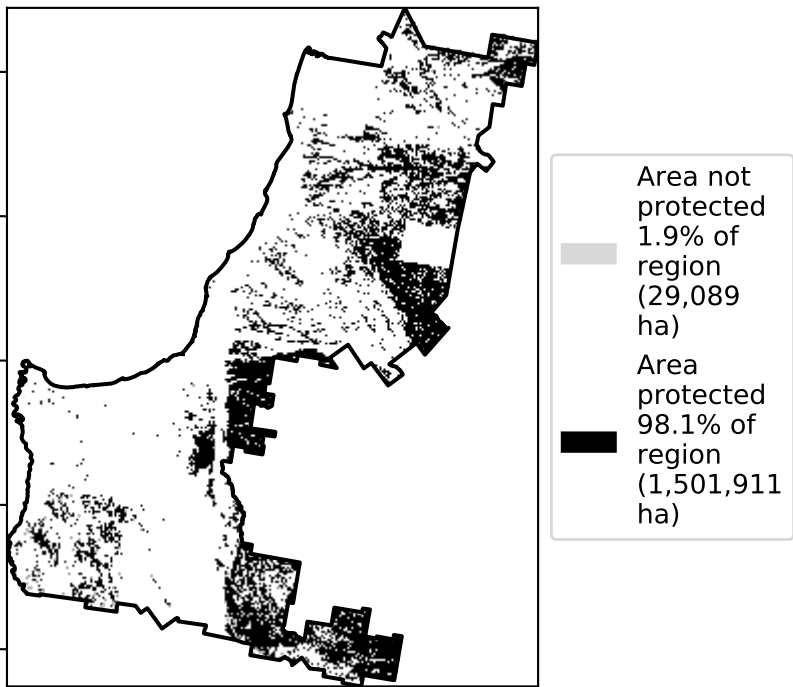 Area not
protected
1.9% of
region
(29,089
ha)
Area
protected
98.1% of
region
(1,501,911
ha)